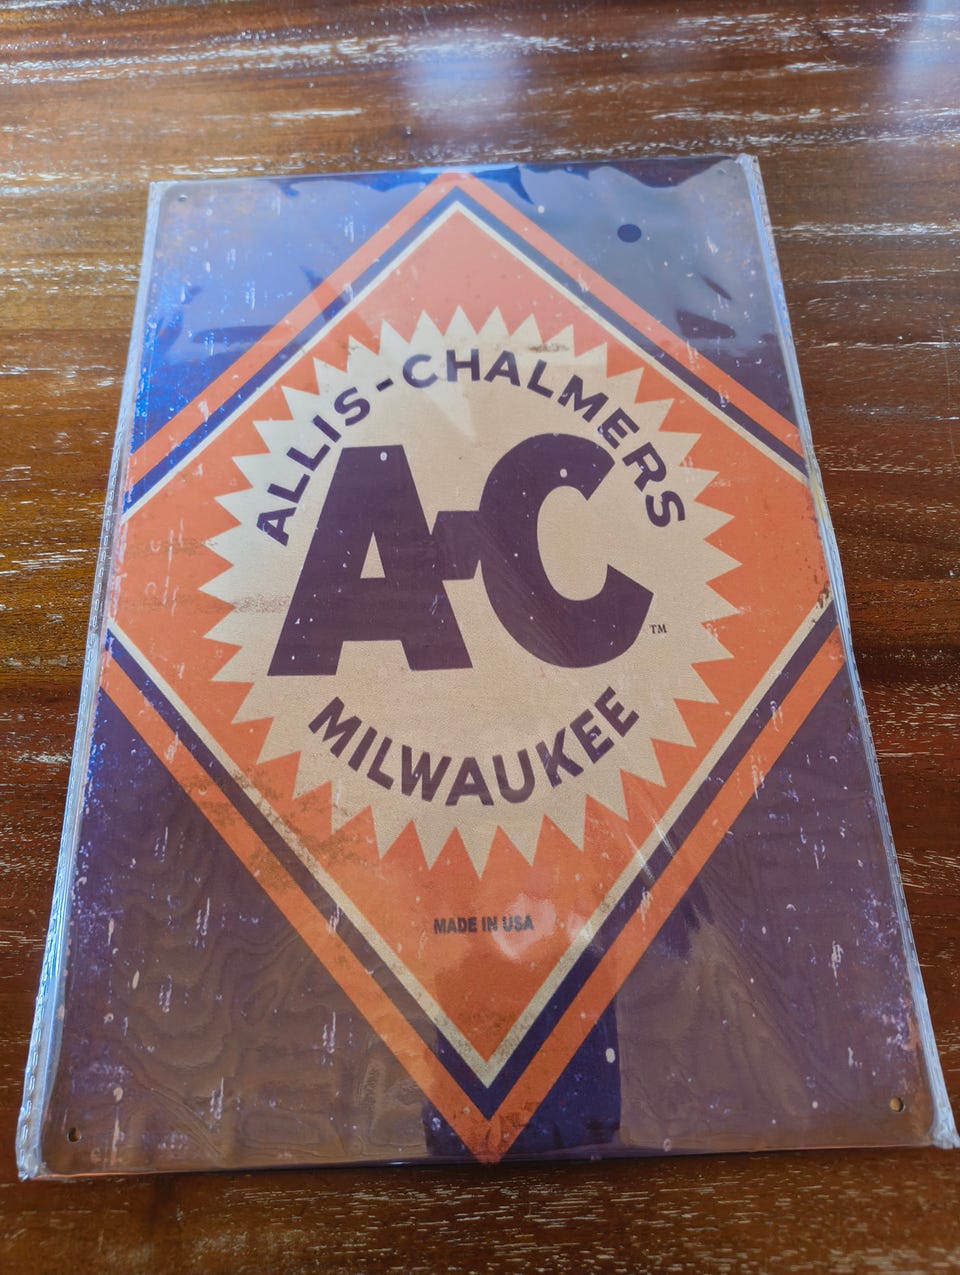 ALLIS-CHALMERS
A-C
TM
MILWAUKEE
MADE IN USA